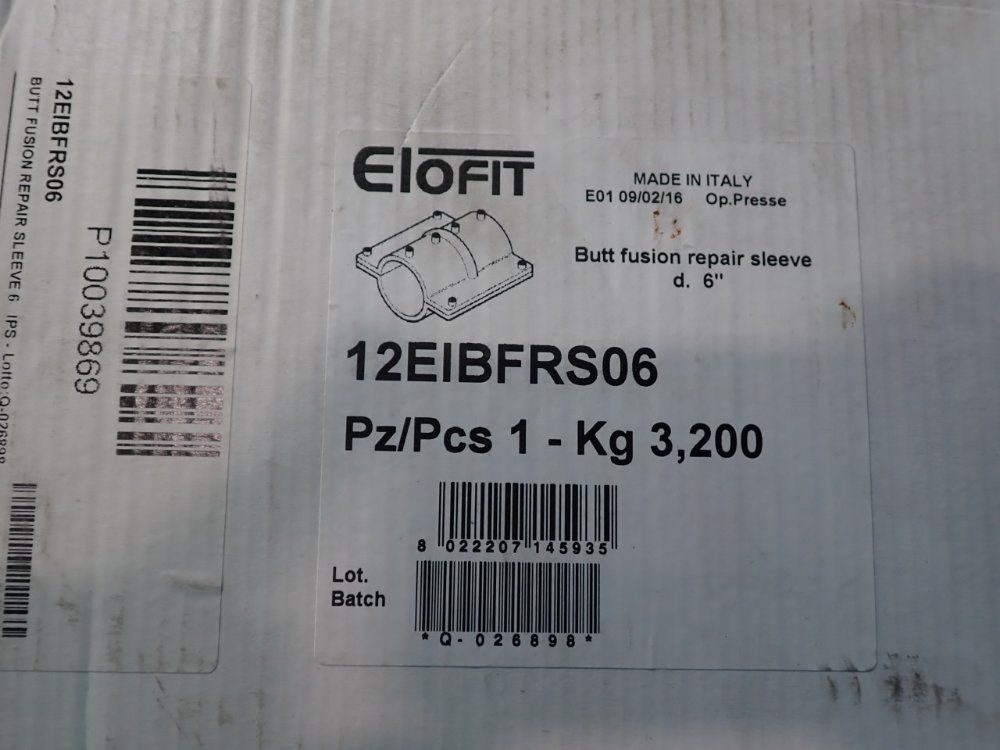 12EIBFRS06
BUTT FUSION REPAIR SLEEVE 6 IPS - Lotto:Q-026898
P10039869
ElOFIT
MADE IN ITALY
E01 09/02/16 Op.Presse
Butt fusion repair sleeve
d. 6"
12EIBFRS06
Pz/Pcs 1 - Kg 3,200
8 022207 145935
Lot.
Batch
*Q-026898*